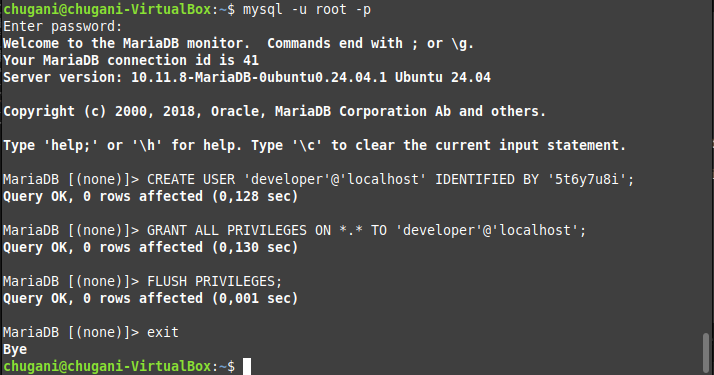 chugani@chugani-VirtualBox:~$ mysql -u root -p
Enter password:
Welcome to the MariaDB monitor.  Commands end with ; or \g.
Your MariaDB connection id is 41
Server version: 10.11.8-MariaDB-0ubuntu0.24.04.1 Ubuntu 24.04
Copyright (c) 2000, 2018, Oracle, MariaDB Corporation Ab and others.
Type 'help;' or '\h' for help. Type '\c' to clear the current input statement.
MariaDB [(none)]> CREATE USER 'developer'@'localhost' IDENTIFIED BY '5t6y7u8i';
Query OK, 0 rows affected (0,128 sec)
MariaDB [(none)]> GRANT ALL PRIVILEGES ON *.* TO 'developer'@'localhost';
Query OK, 0 rows affected (0,130 sec)
MariaDB [(none)]> FLUSH PRIVILEGES;
Query OK, 0 rows affected (0,001 sec)
MariaDB [(none)]> exit
Bye
chugani@chugani-VirtualBox:~$